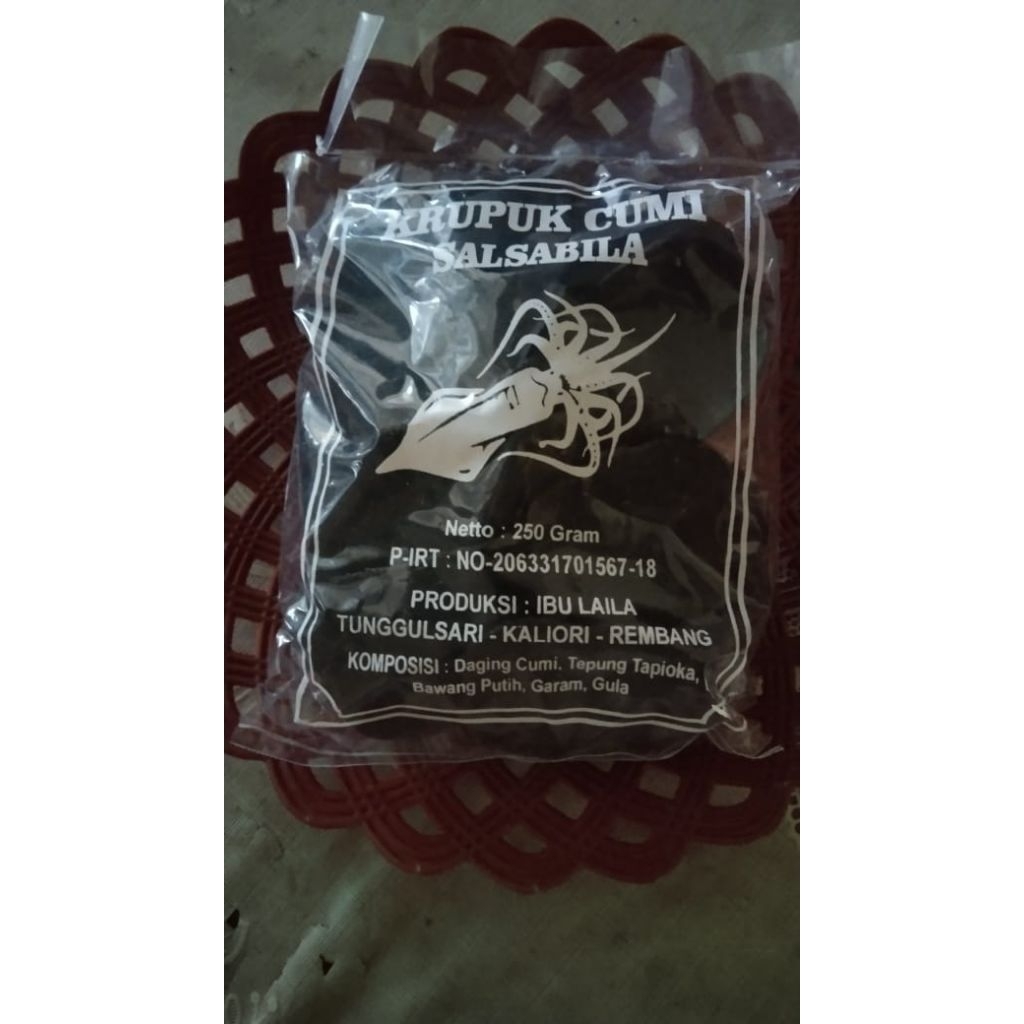 KRUPUK CUMI
SALSABILA
Netto : 250 Gram
P-IRT : NO-206331701567-18
PRODUKSI : IBU LAILA
TUNGGULSARI - KALIORI - REMBANG
KOMPOSISI : Daging Cumi, Tepung Tapioka,
Bawang Putih, Garam, Gula